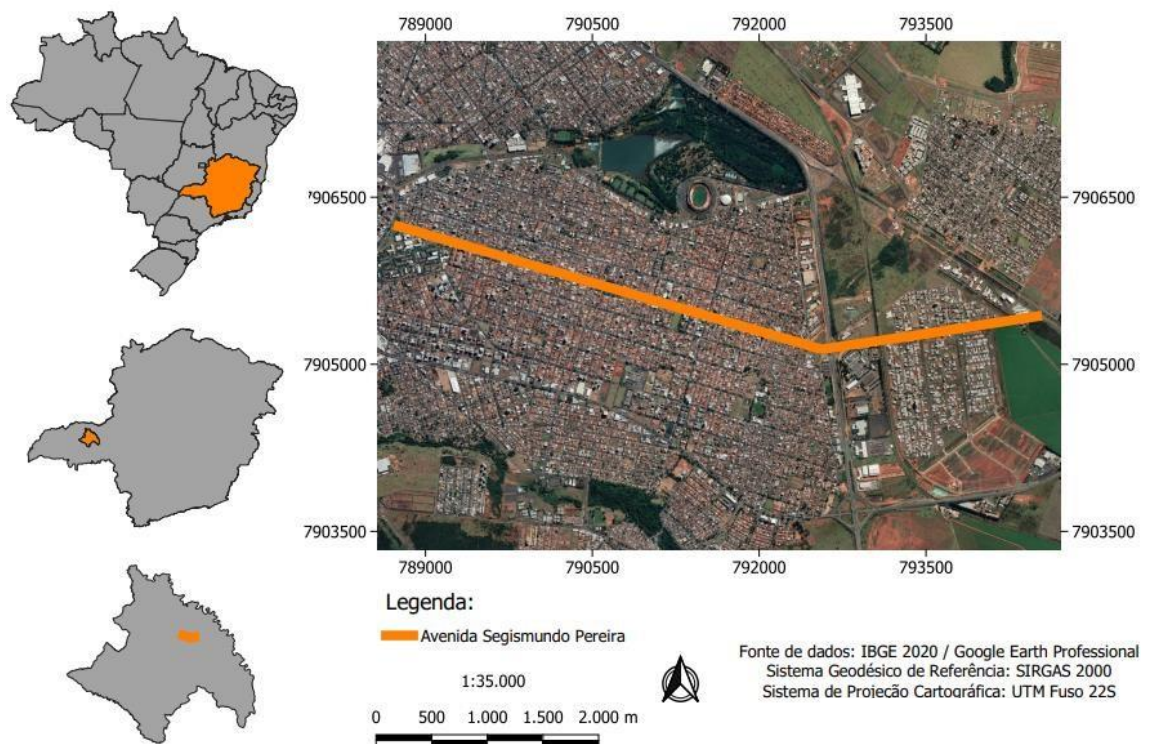 789000 790500 792000 793500
7906500 7906500
7905000 7905000
7903500 7903500
789000 790500 792000 793500
Legenda:
Avenida Segismundo Pereira
1:35.000
0 500 1.000 1.500 2.000 m
Fonte de dados: IBGE 2020 / Google Earth Professional
Sistema Geodésico de Referência: SIRGAS 2000
Sistema de Projeção Cartográfica: UTM Fuso 22S